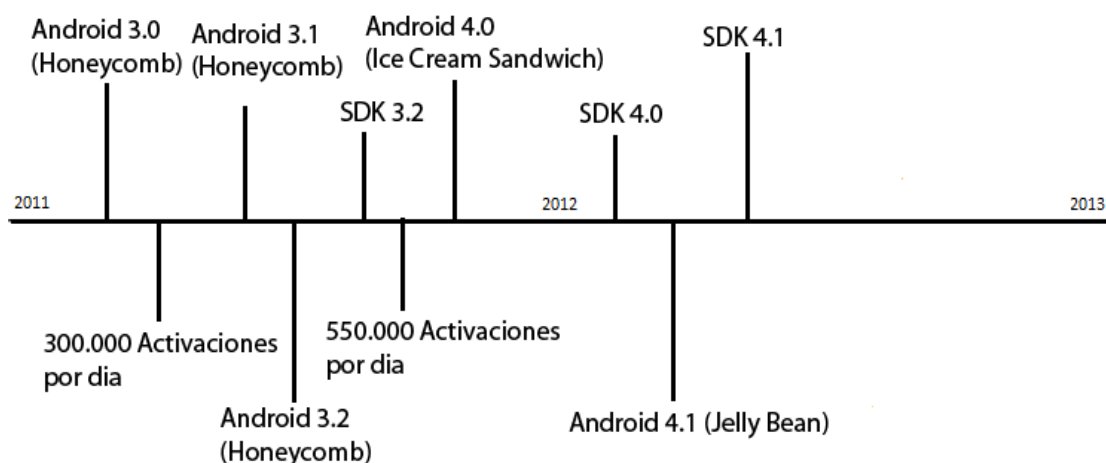 Android 3.0
(Honeycomb)
Android 3.1
(Honeycomb)
SDK 3.2
Android 4.0
(Ice Cream Sandwich)
SDK 4.0
SDK 4.1
2011
2012
2013
300.000 Activaciones
por dia
Android 3.2
(Honeycomb)
550.000 Activaciones
por dia
Android 4.1 (Jelly Bean)